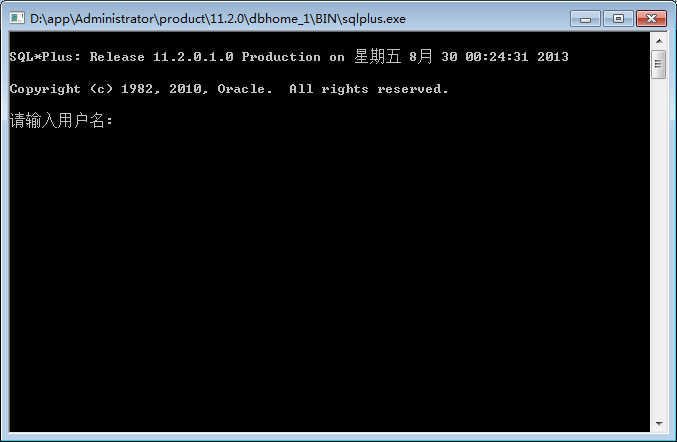 D:\app\Administrator\product\11.2.0\dbhome_1\BIN\sqlplus.exe
SQL*Plus: Release 11.2.0.1.0 Production on 星期五 8月 30 00:24:31 2013
Copyright (c) 1982, 2010, Oracle.  All rights reserved.
请输入用户名: